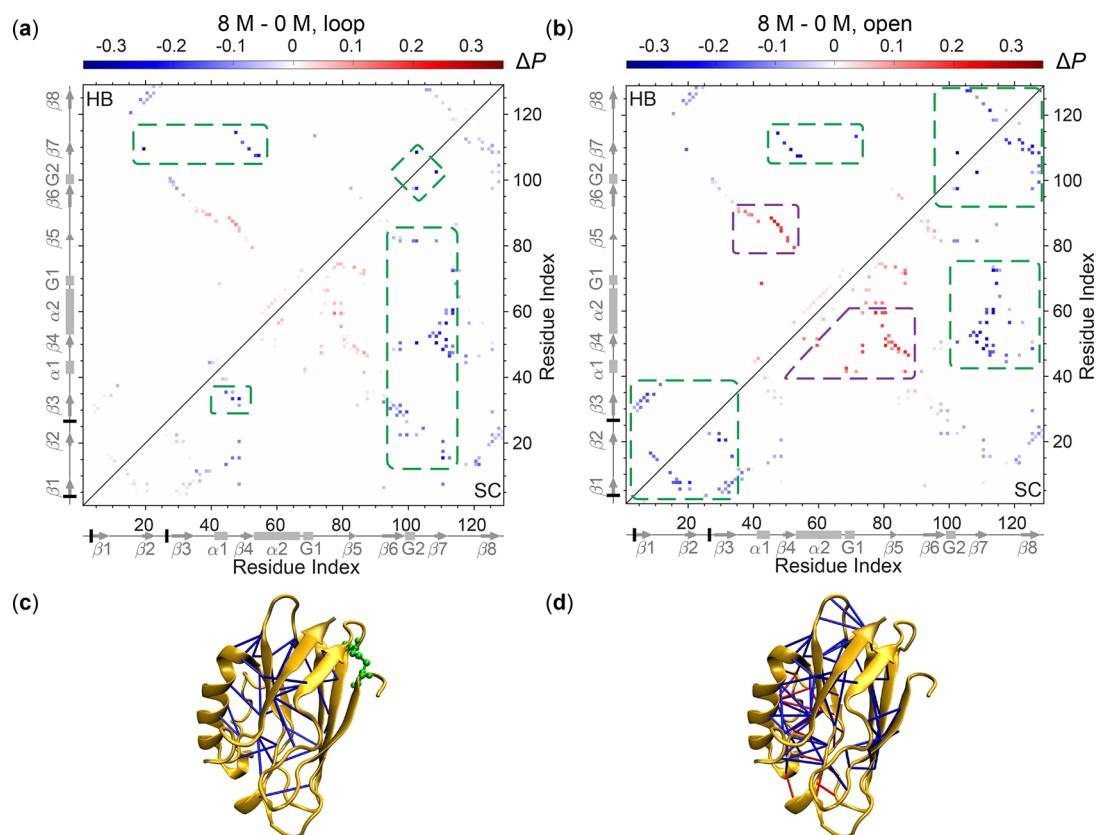 (a)
8 M - 0 M, loop
-0.3 -0.2 -0.1 0 0.1 0.2 0.3
ΔP
HB
SC
β8
β7
G2
β6
β5
G1
α2
β4
α1
β3
β2
β1
120
100
80
60
40
20
Residue Index
20 40 60 80 100 120
β1 β2 β3 α1 β4 α2 G1 β5 β6 G2 β7 β8
Residue Index
(b)
8 M - 0 M, open
-0.3 -0.2 -0.1 0 0.1 0.2 0.3
ΔP
HB
SC
β8
β7
G2
β6
β5
G1
α2
β4
α1
β3
β2
β1
120
100
80
60
40
20
Residue Index
20 40 60 80 100 120
β1 β2 β3 α1 β4 α2 G1 β5 β6 G2 β7 β8
Residue Index
(c)
(d)